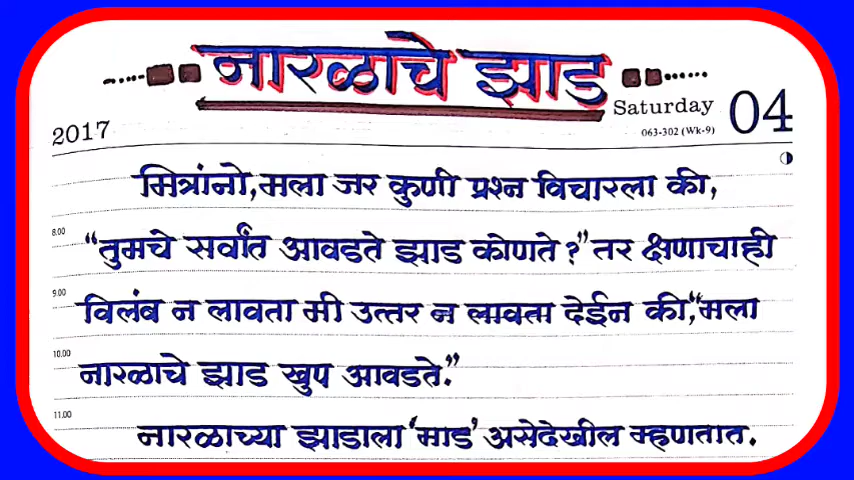 नारळाचे झाड
Saturday 04
2017 063-302 (Wk-9)
मित्रांनो, मला जर कुणी प्रश्न विचारला की,
8.00 "तुमचे सर्वांत आवडते झाड कोणते?" तर क्षणाचाही
9.00 विलंब न लावता मी उत्तर न लावता देईन की, "मला
10.00 नारळाचे झाड खुप आवडते."
11.00 नारळाच्या झाडाला 'माड' असेदेखील म्हणतात.